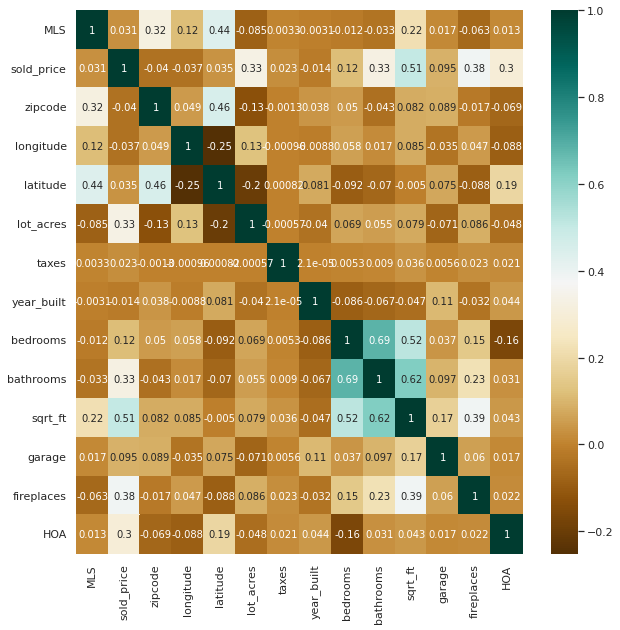 MLS 1 0.031 0.32 0.12 0.44 -0.085 0.0033 -0.0031 -0.012 -0.033 0.22 0.017 -0.063 0.013
sold_price 0.031 1 -0.04 -0.037 0.035 0.33 0.023 -0.014 0.12 0.33 0.51 0.095 0.38 0.3
zipcode 0.32 -0.04 1 0.049 0.46 -0.13 -0.0013 0.038 0.05 -0.043 0.082 0.089 -0.017 -0.069
longitude 0.12 -0.037 0.049 1 -0.25 0.13 -0.00096 -0.0088 0.058 0.017 0.085 -0.035 0.047 -0.088
latitude 0.44 0.035 0.46 -0.25 1 -0.2 0.00082 0.081 -0.092 -0.07 -0.005 0.075 -0.088 0.19
lot_acres -0.085 0.33 -0.13 0.13 -0.2 1 -0.00057 -0.04 0.069 0.055 0.079 -0.071 0.086 -0.048
taxes 0.0033 0.023 -0.0013 -0.00096 0.00082 -0.00057 1 2.1e-05 0.0053 0.009 0.036 0.0056 0.023 0.021
year_built -0.0031 -0.014 0.038 -0.0088 0.081 -0.04 2.1e-05 1 -0.086 -0.067 -0.047 0.11 -0.032 0.044
bedrooms -0.012 0.12 0.05 0.058 -0.092 0.069 0.0053 -0.086 1 0.69 0.52 0.037 0.15 -0.16
bathrooms -0.033 0.33 -0.043 0.017 -0.07 0.055 0.009 -0.067 0.69 1 0.62 0.097 0.23 0.031
sqrt_ft 0.22 0.51 0.082 0.085 -0.005 0.079 0.036 -0.047 0.52 0.62 1 0.17 0.39 0.043
garage 0.017 0.095 0.089 -0.035 0.075 -0.071 0.0056 0.11 0.037 0.097 0.17 1 0.06 0.017
fireplaces -0.063 0.38 -0.017 0.047 -0.088 0.086 0.023 -0.032 0.15 0.23 0.39 0.06 1 0.022
HOA 0.013 0.3 -0.069 -0.088 0.19 -0.048 0.021 0.044 -0.16 0.031 0.043 0.017 0.022 1
MLS sold_price zipcode longitude latitude lot_acres taxes year_built bedrooms bathrooms sqrt_ft garage fireplaces HOA
1.0
0.8
0.6
0.4
0.2
0.0
−0.2